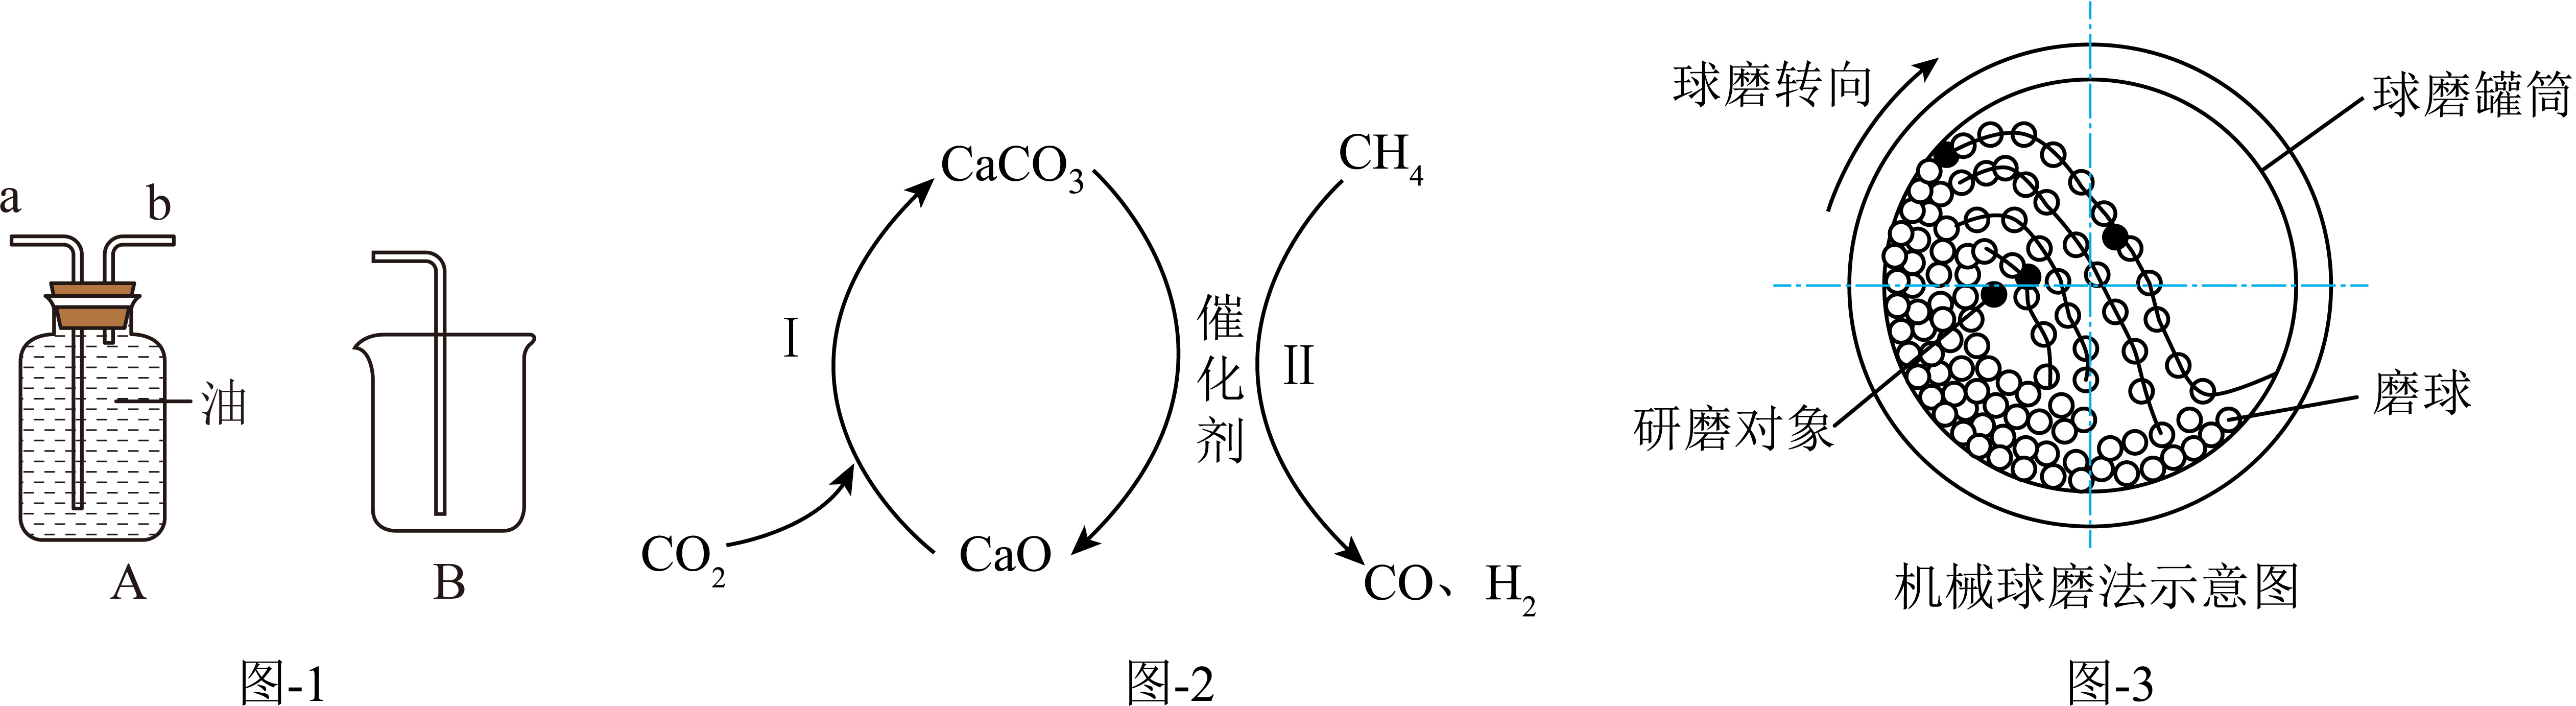 a
b
油
A
B
图-1
CaCO₃
CH₄
I
催化剂
II
CO₂
CaO
CO、H₂
图-2
球磨转向
球磨罐筒
研磨对象
磨球
机械球磨法示意图
图-3